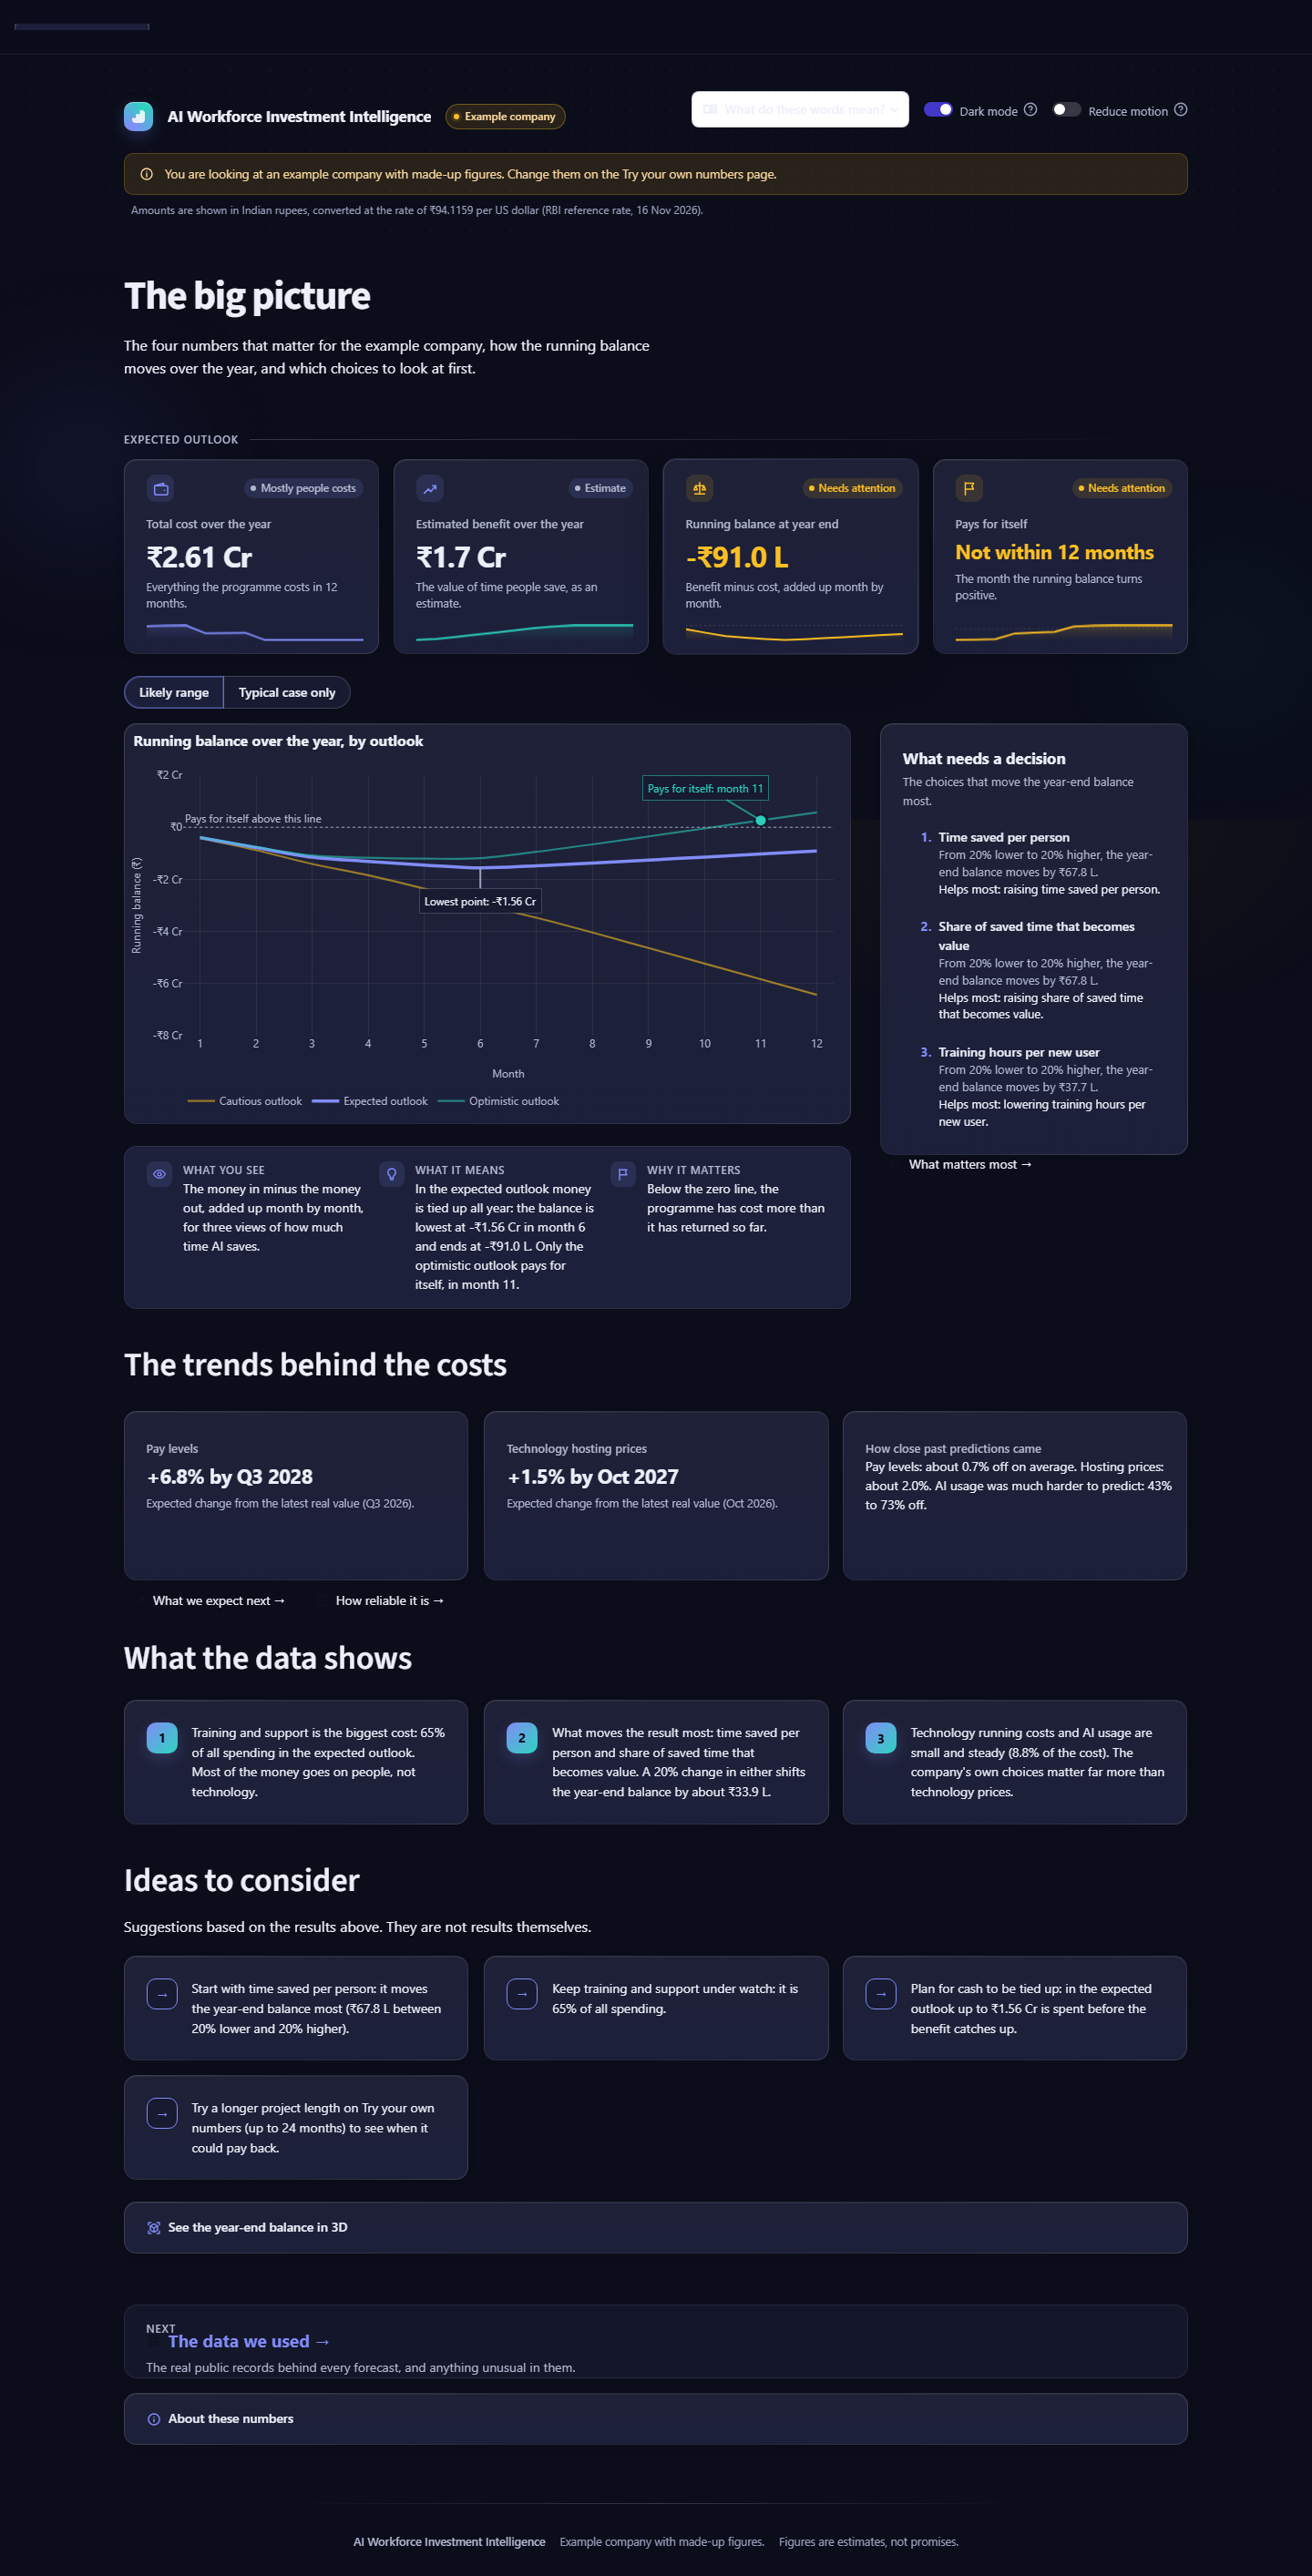 AI Workforce Investment Intelligence
Example company
What do these words mean?
Dark mode
Reduce motion
You are looking at an example company with made-up figures. Change them on the Try your own numbers page.
Amounts are shown in Indian rupees, converted at the rate of ₹94.1159 per US dollar (RBI reference rate, 16 Nov 2026).
The big picture
The four numbers that matter for the example company, how the running balance
moves over the year, and which choices to look at first.
EXPECTED OUTLOOK
Mostly people costs
Total cost over the year
₹2.61 Cr
Everything the programme costs in 12
months.
Estimate
Estimated benefit over the year
₹1.7 Cr
The value of time people save, as an
estimate.
Needs attention
Running balance at year end
-₹91.0 L
Benefit minus cost, added up month by
month.
Needs attention
Pays for itself
Not within 12 months
The month the running balance turns
positive.
Likely range
Typical case only
Running balance over the year, by outlook
₹2 Cr
₹0
-₹2 Cr
-₹4 Cr
-₹6 Cr
-₹8 Cr
Running balance (₹)
Pays for itself above this line
Pays for itself: month 11
Lowest point: -₹1.56 Cr
1 2 3 4 5 6 7 8 9 10 11 12
Month
Cautious outlook
Expected outlook
Optimistic outlook
What needs a decision
The choices that move the year-end balance
most.
1. Time saved per person
From 20% lower to 20% higher, the year-
end balance moves by ₹67.8 L.
Helps most: raising time saved per person.
2. Share of saved time that becomes
value
From 20% lower to 20% higher, the year-
end balance moves by ₹67.8 L.
Helps most: raising share of saved time
that becomes value.
3. Training hours per new user
From 20% lower to 20% higher, the year-
end balance moves by ₹37.7 L.
Helps most: lowering training hours per
new user.
What matters most →
WHAT YOU SEE
The money in minus the money
out, added up month by month,
for three views of how much
time AI saves.
WHAT IT MEANS
In the expected outlook money
is tied up all year: the balance is
lowest at -₹1.56 Cr in month 6
and ends at -₹91.0 L. Only the
optimistic outlook pays for
itself, in month 11.
WHY IT MATTERS
Below the zero line, the
programme has cost more than
it has returned so far.
The trends behind the costs
Pay levels
+6.8% by Q3 2028
Expected change from the latest real value (Q3 2026).
Technology hosting prices
+1.5% by Oct 2027
Expected change from the latest real value (Oct 2026).
How close past predictions came
Pay levels: about 0.7% off on average. Hosting prices:
about 2.0%. AI usage was much harder to predict: 43%
to 73% off.
What we expect next →
How reliable it is →
What the data shows
1
Training and support is the biggest cost: 65%
of all spending in the expected outlook.
Most of the money goes on people, not
technology.
2
What moves the result most: time saved per
person and share of saved time that
becomes value. A 20% change in either shifts
the year-end balance by about ₹33.9 L.
3
Technology running costs and AI usage are
small and steady (8.8% of the cost). The
company's own choices matter far more than
technology prices.
Ideas to consider
Suggestions based on the results above. They are not results themselves.
→
Start with time saved per person: it moves
the year-end balance most (₹67.8 L between
20% lower and 20% higher).
→
Keep training and support under watch: it is
65% of all spending.
→
Plan for cash to be tied up: in the expected
outlook up to ₹1.56 Cr is spent before the
benefit catches up.
→
Try a longer project length on Try your own
numbers (up to 24 months) to see when it
could pay back.
See the year-end balance in 3D
NEXT
The data we used →
The real public records behind every forecast, and anything unusual in them.
About these numbers
AI Workforce Investment Intelligence
Example company with made-up figures.
Figures are estimates, not promises.